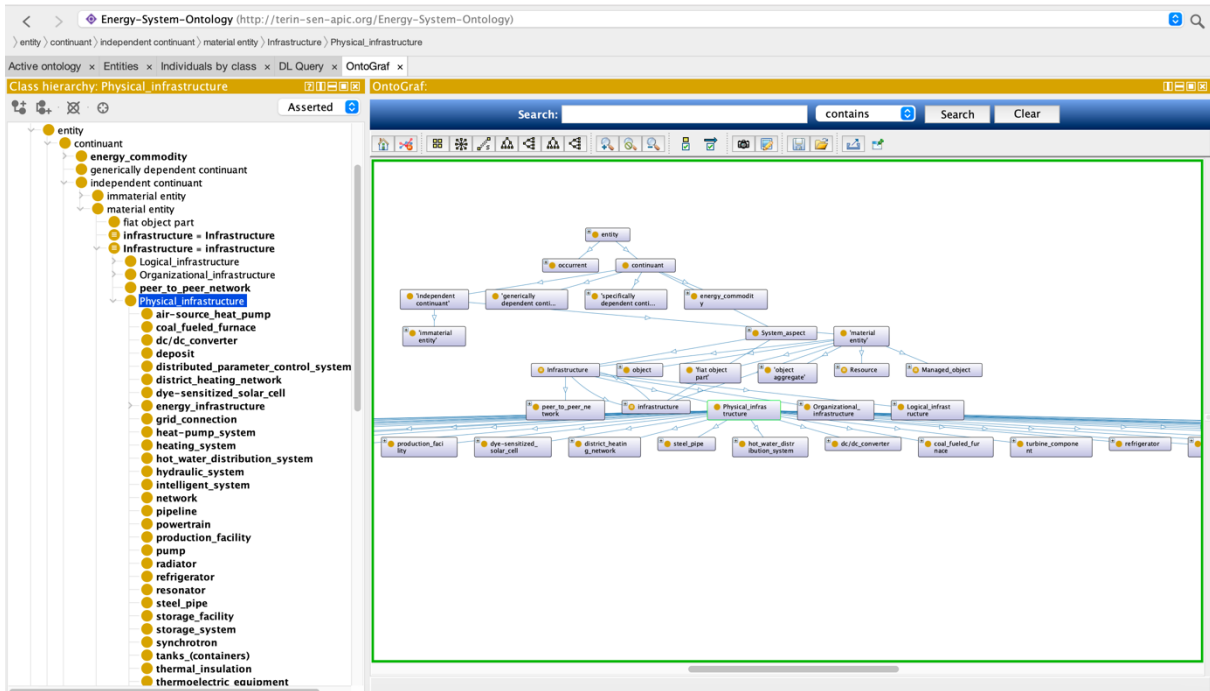 Energy-System-Ontology (http://terin-sen-apic.org/Energy-System-Ontology)
entity 〉 continuant 〉 independent continuant 〉 material entity 〉 Infrastructure 〉 Physical_infrastructure
Active ontology × Entities × Individuals by class × DL Query × OntoGraf ×
Class hierarchy: Physical_infrastructure
Asserted
entity
continuant
energy_commodity
generically dependent continuant
independent continuant
immaterial entity
material entity
fiat object part
infrastructure = Infrastructure
Infrastructure = infrastructure
Logical_infrastructure
Organizational_infrastructure
peer_to_peer_network
Physical_infrastructure
air-source_heat_pump
coal_fueled_furnace
dc/dc_converter
deposit
distributed_parameter_control_system
district_heating_network
dye-sensitized_solar_cell
energy_infrastructure
grid_connection
heat-pump_system
heating_system
hot_water_distribution_system
hydraulic_system
intelligent_system
network
pipeline
powertrain
production_facility
pump
radiator
refrigerator
resonator
steel_pipe
storage_facility
storage_system
synchrotron
tanks_(containers)
thermal_insulation
thermoelectric_equipment
OntoGraf:
Search: contains Search Clear
entity
occurrent
continuant
'independent
continuant'
'generically
dependent conti...
'specifically
dependent conti...
energy_commodit
y
'immaterial
entity'
System_aspect
'material
entity'
Infrastructure
object
'fiat object
part'
'object
aggregate'
Resource
Managed_object
peer_to_peer_ne
twork
infrastructure
Physical_infras
tructure
Organizational_
infrastructure
Logical_infrast
ructure
production_faci
lity
dye-sensitized_
solar_cell
district_heatin
g_network
steel_pipe
hot_water_distr
ibution_system
dc/dc_converter
coal_fueled_fur
nace
turbine_compone
nt
refrigerator